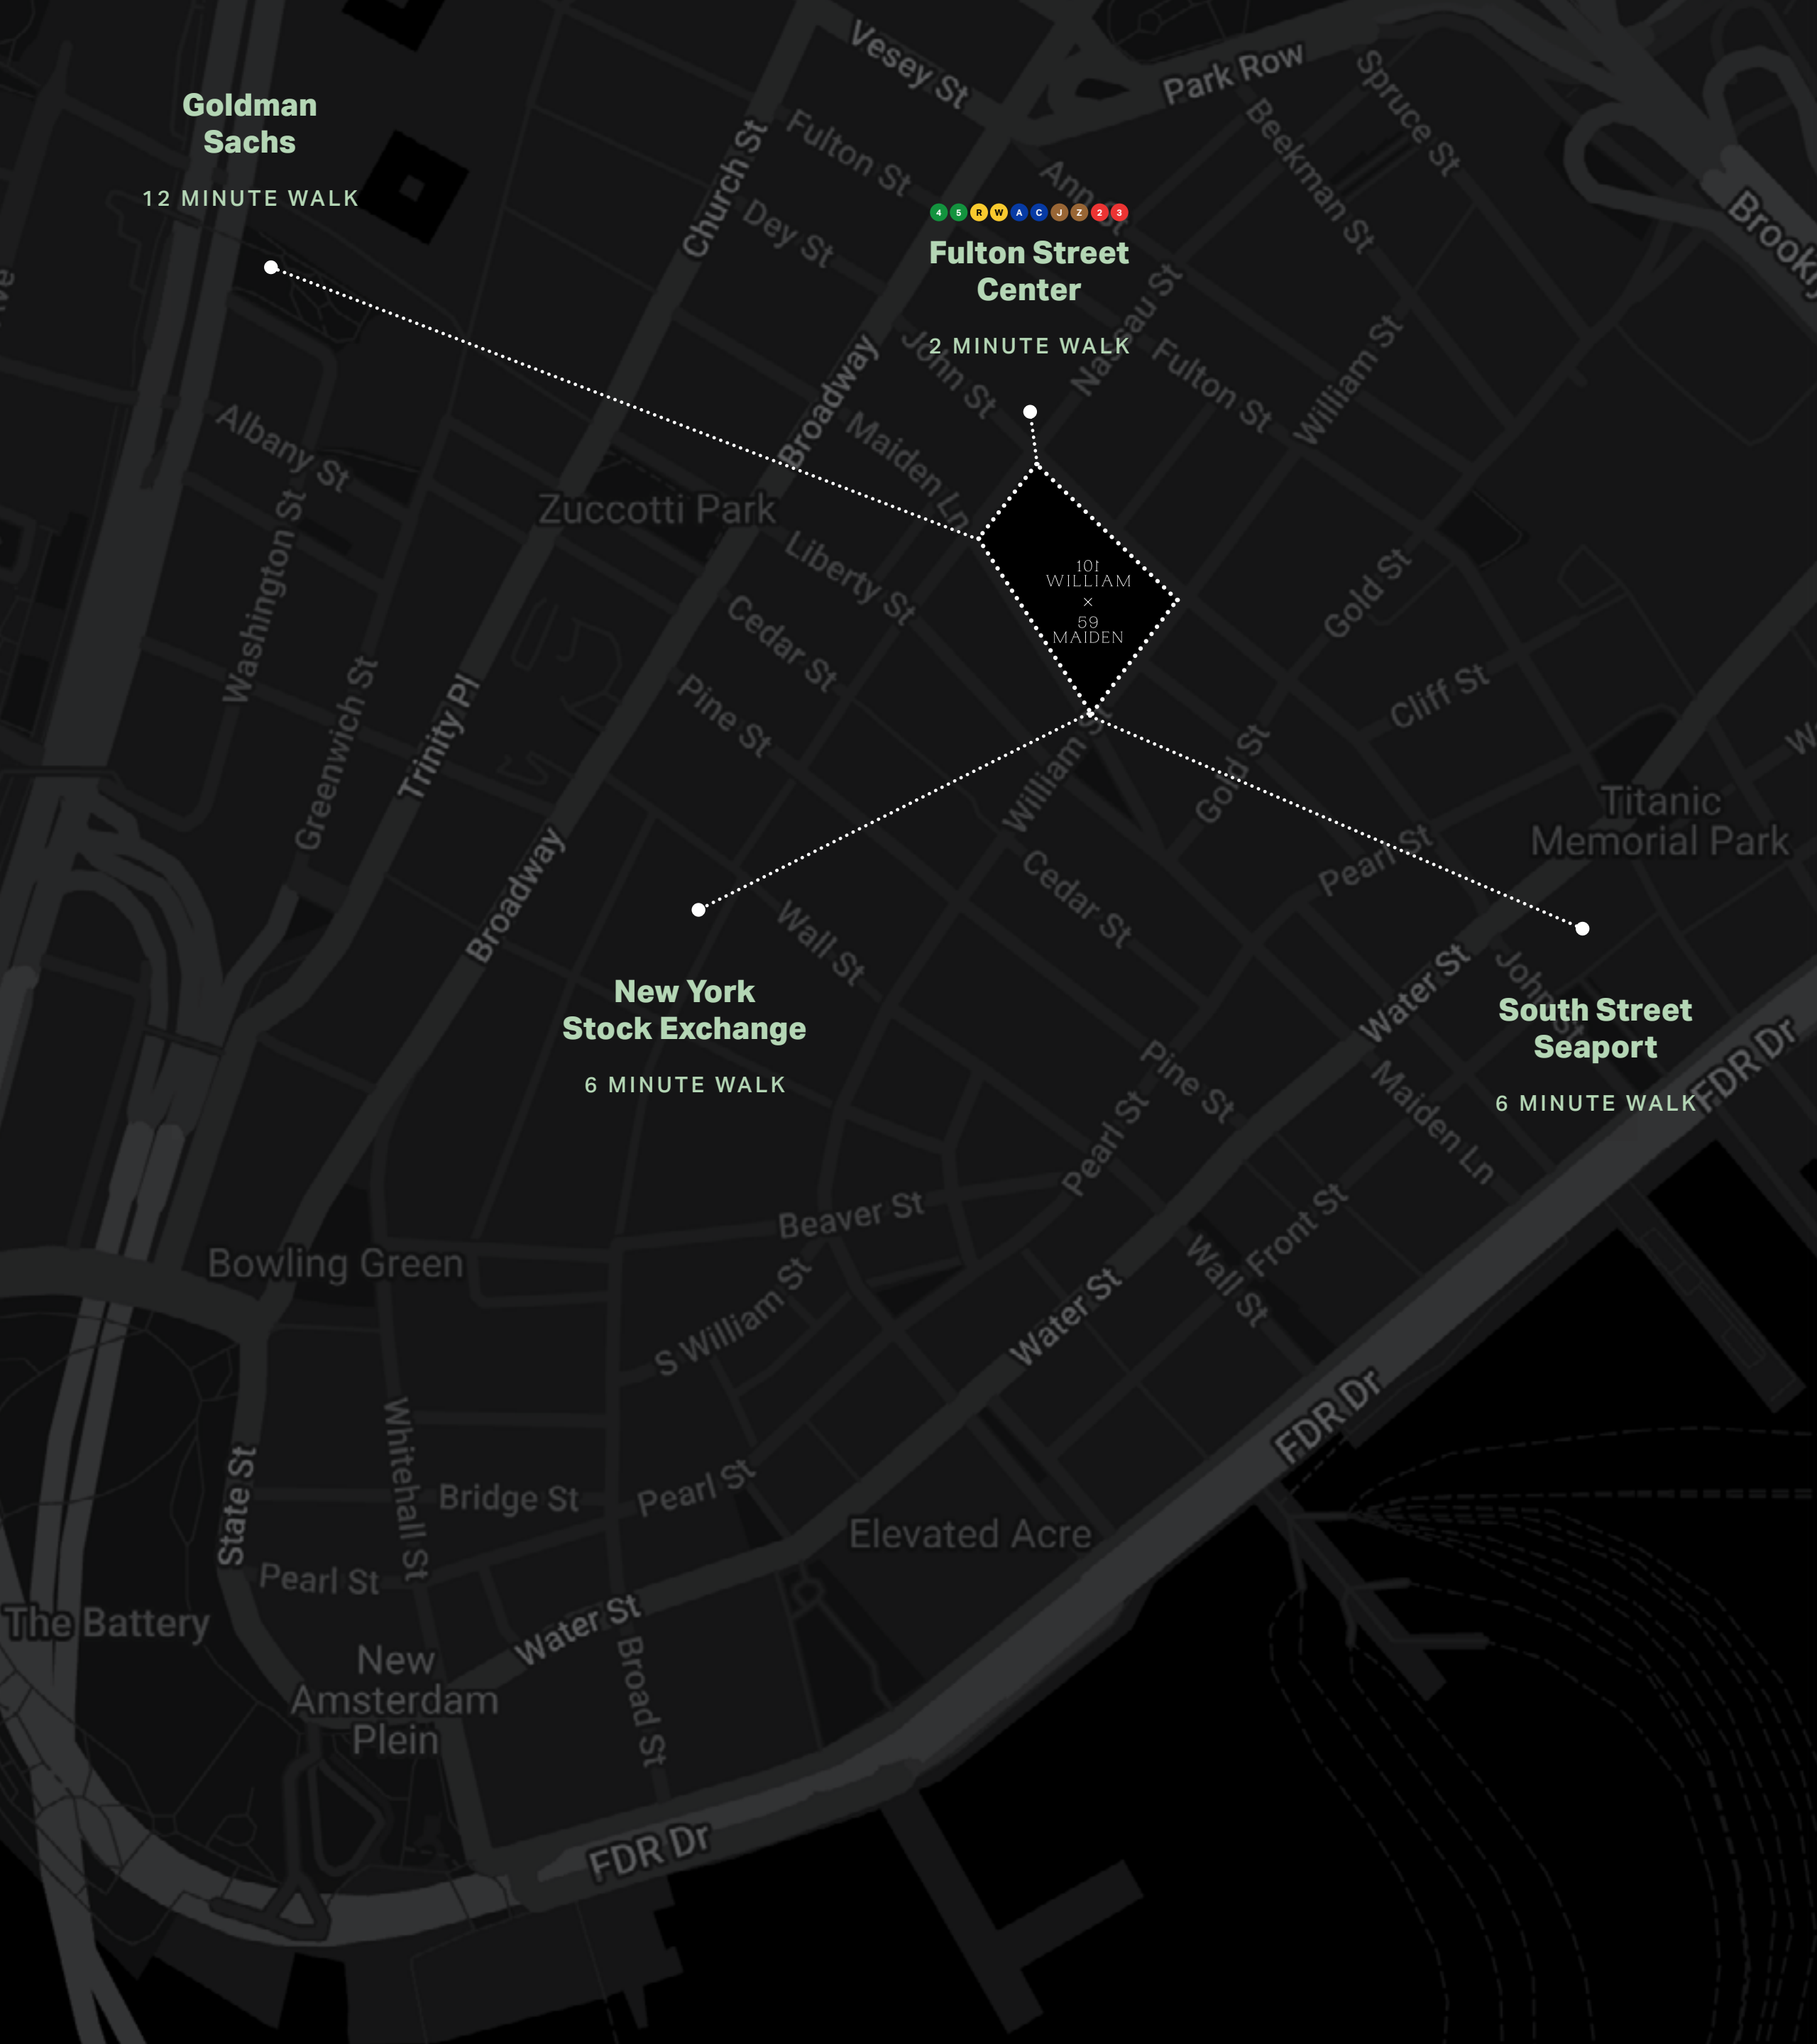 Vesey St
Park Row
Spruce St
Goldman
Sachs
12 MINUTE WALK
Church St
Fulton St
Beekman St
Ann St
Dey St
4 5 R W A C J Z 2 3
Fulton Street
Center
2 MINUTE WALK
Nassau St
John St
Fulton St
William St
Broadway
Albany St
Maiden Ln
Zuccotti Park
Washington St
Liberty St
101
WILLIAM
×
59
MAIDEN
Gold St
Cedar St
Pine St
Cliff St
Greenwich St
Trinity Pl
William St
Gold St
Titanic
Memorial Park
Broadway
Wall St
Cedar St
Pearl St
New York
Stock Exchange
6 MINUTE WALK
Water St
John St
South Street
Seaport
6 MINUTE WALK
FDR Dr
Pine St
Maiden Ln
Pearl St
Beaver St
Front St
Bowling Green
Wall St
S William St
Water St
FDR Dr
State St
Whitehall St
Bridge St
Pearl St
Elevated Acre
Pearl St
The Battery
Water St
New
Amsterdam
Plein
Broad St
FDR Dr